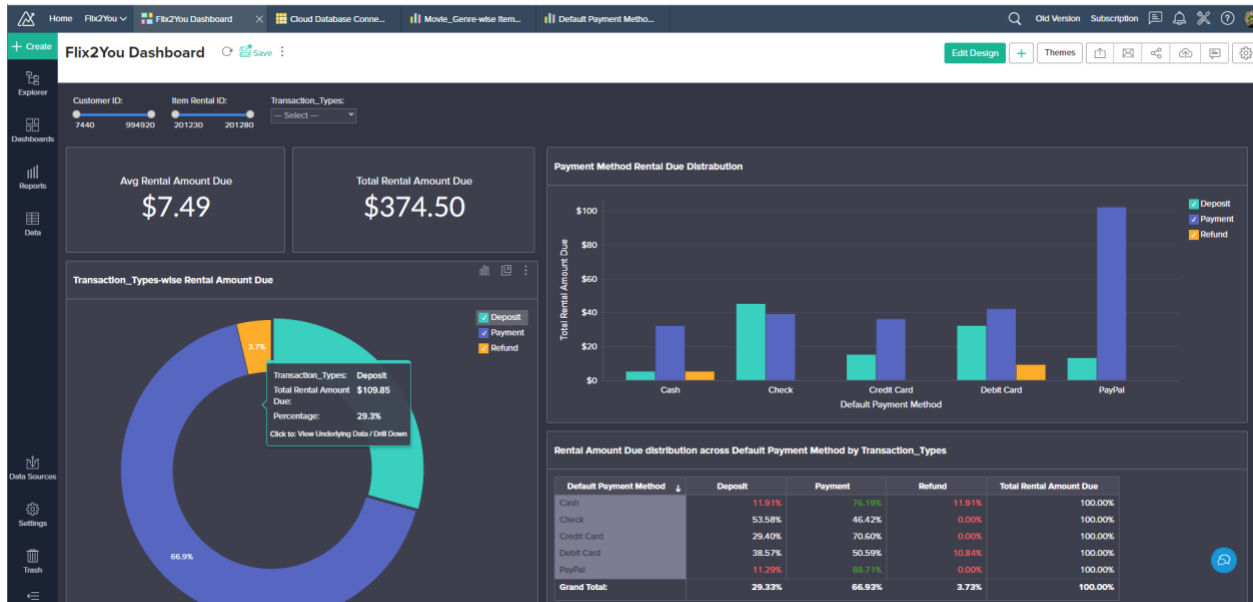 Home Flix2You Flix2You Dashboard Cloud Database Conne... Movie_Genre-wise Item... Default Payment Metho... Old Version Subscription
+ Create
Flix2You Dashboard
Save
Edit Design
+
Themes
Explorer
Dashboards
Reports
Data
Data Sources
Settings
Trash
Customer ID: Item Rental ID: Transaction_Types:
--- Select ---
7440 994920 201230 201280
Avg Rental Amount Due
$7.49
Total Rental Amount Due
$374.50
Transaction_Types-wise Rental Amount Due
Deposit
Payment
Refund
3.7%
66.9%
Transaction_Types: Deposit
Total Rental Amount $109.85
Due:
Percentage: 29.3%
Click to: View Underlying Data / Drill Down
Payment Method Rental Due Distrabution
Deposit
Payment
Refund
Total Rental Amount Due
$100
$80
$60
$40
$20
$0
Cash Check Credit Card Debit Card PayPal
Default Payment Method
Rental Amount Due distribution across Default Payment Method by Transaction_Types
Default Payment Method Deposit Payment Refund Total Rental Amount Due
Cash 11.91% 76.19% 11.91% 100.00%
Check 53.58% 46.42% 0.00% 100.00%
Credit Card 29.40% 70.60% 0.00% 100.00%
Debit Card 38.57% 50.59% 10.84% 100.00%
PayPal 11.29% 88.71% 0.00% 100.00%
Grand Total: 29.33% 66.93% 3.73% 100.00%